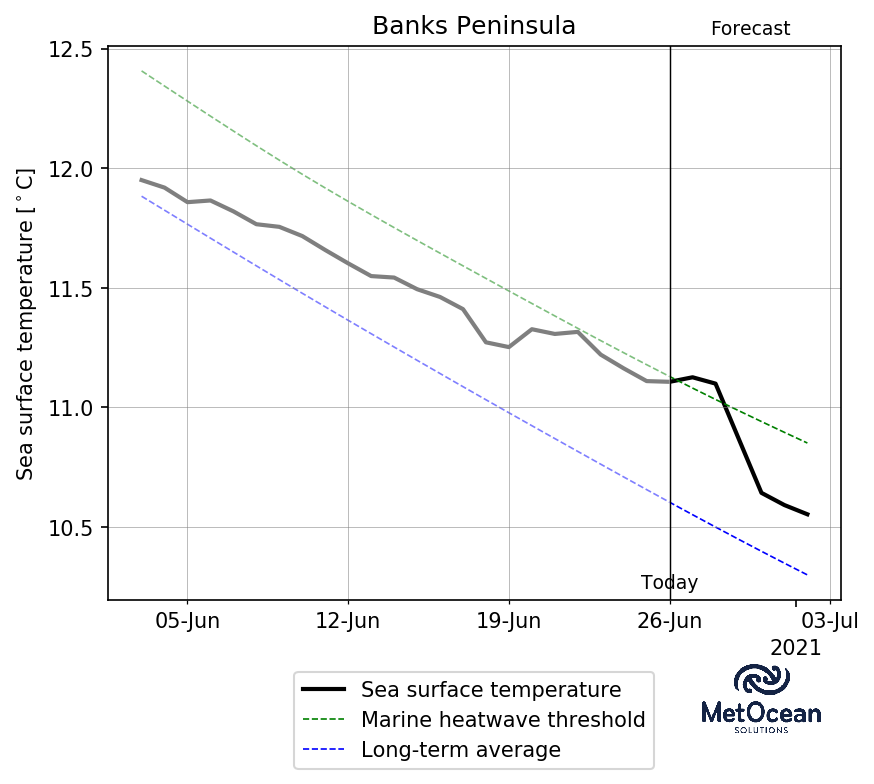 Banks Peninsula
Forecast
12.5
12.0
11.5
11.0
10.5
Sea surface temperature [°C]
Today
05-Jun 12-Jun 19-Jun 26-Jun 03-Jul
2021
Sea surface temperature
Marine heatwave threshold
Long-term average
MetOcean
SOLUTIONS